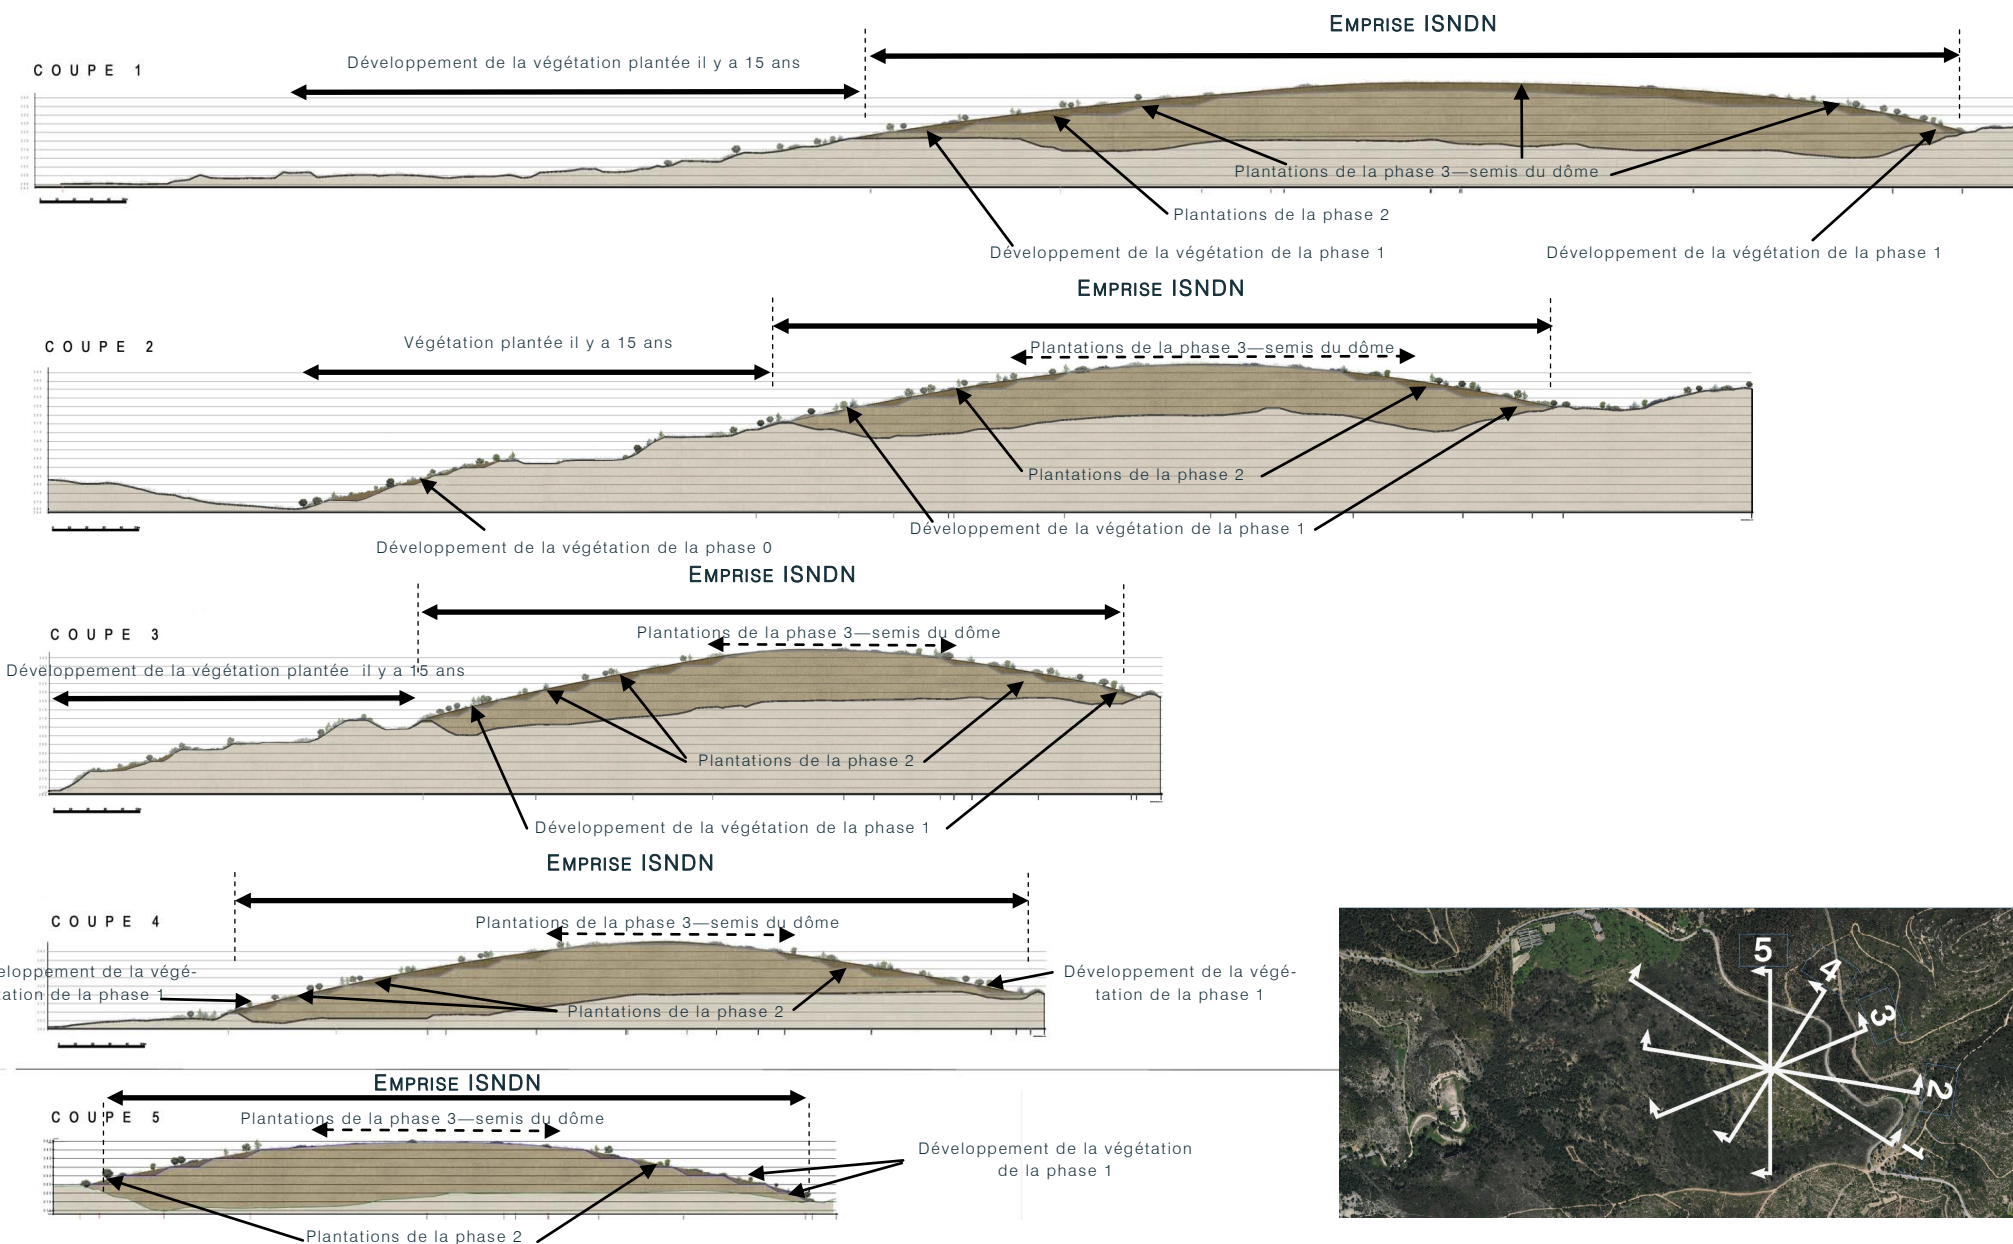 EMPRISE ISNDN
Développement de la végétation plantée il y a 15 ans
COUPE 1
Plantations de la phase 3—semis du dôme
Plantations de la phase 2
Développement de la végétation de la phase 1
Développement de la végétation de la phase 1
EMPRISE ISNDN
Végétation plantée il y a 15 ans
COUPE 2
Plantations de la phase 3—semis du dôme
Plantations de la phase 2
Développement de la végétation de la phase 1
Développement de la végétation de la phase 0
EMPRISE ISNDN
COUPE 3
Plantations de la phase 3—semis du dôme
Développement de la végétation plantée il y a 15 ans
Plantations de la phase 2
Développement de la végétation de la phase 1
EMPRISE ISNDN
COUPE 4
Plantations de la phase 3—semis du dôme
eloppement de la végé-
tation de la phase 1
Développement de la végé-
tation de la phase 1
Plantations de la phase 2
EMPRISE ISNDN
COUPE 5
Plantations de la phase 3—semis du dôme
Développement de la végétation
de la phase 1
Plantations de la phase 2
5
4
3
2
1